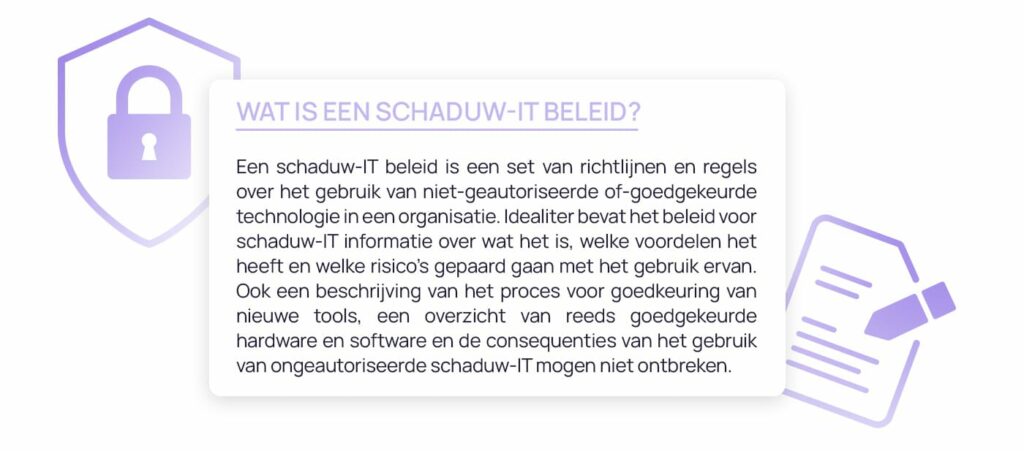 WAT IS EEN SCHADUW-IT BELEID?
Een schaduw-IT beleid is een set van richtlijnen en regels
over het gebruik van niet-geautoriseerde of-goedgekeurde
technologie in een organisatie. Idealiter bevat het beleid voor
schaduw-IT informatie over wat het is, welke voordelen het
heeft en welke risico's gepaard gaan met het gebruik ervan.
Ook een beschrijving van het proces voor goedkeuring van
nieuwe tools, een overzicht van reeds goedgekeurde
hardware en software en de consequenties van het gebruik
van ongeautoriseerde schaduw-IT mogen niet ontbreken.